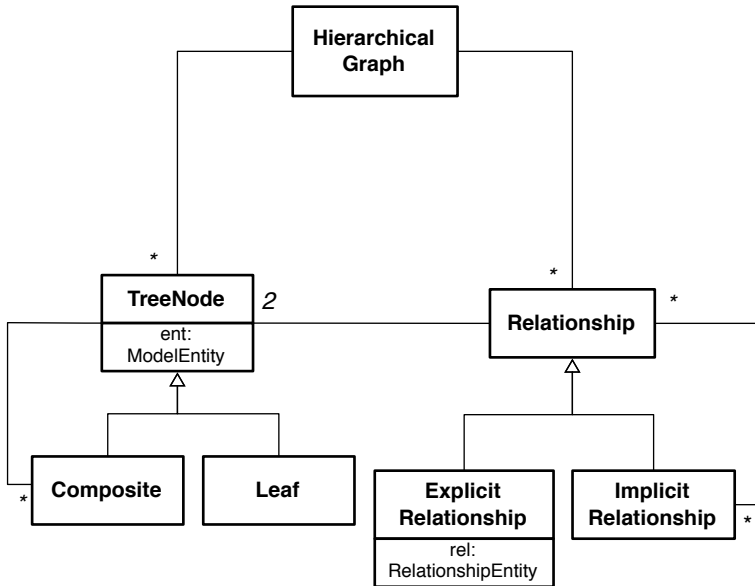 Hierarchical
Graph
*
*
TreeNode
2
ent:
ModelEntity
Relationship
*
Composite
*
Leaf
Explicit
Relationship
rel:
RelationshipEntity
Implicit
Relationship
*